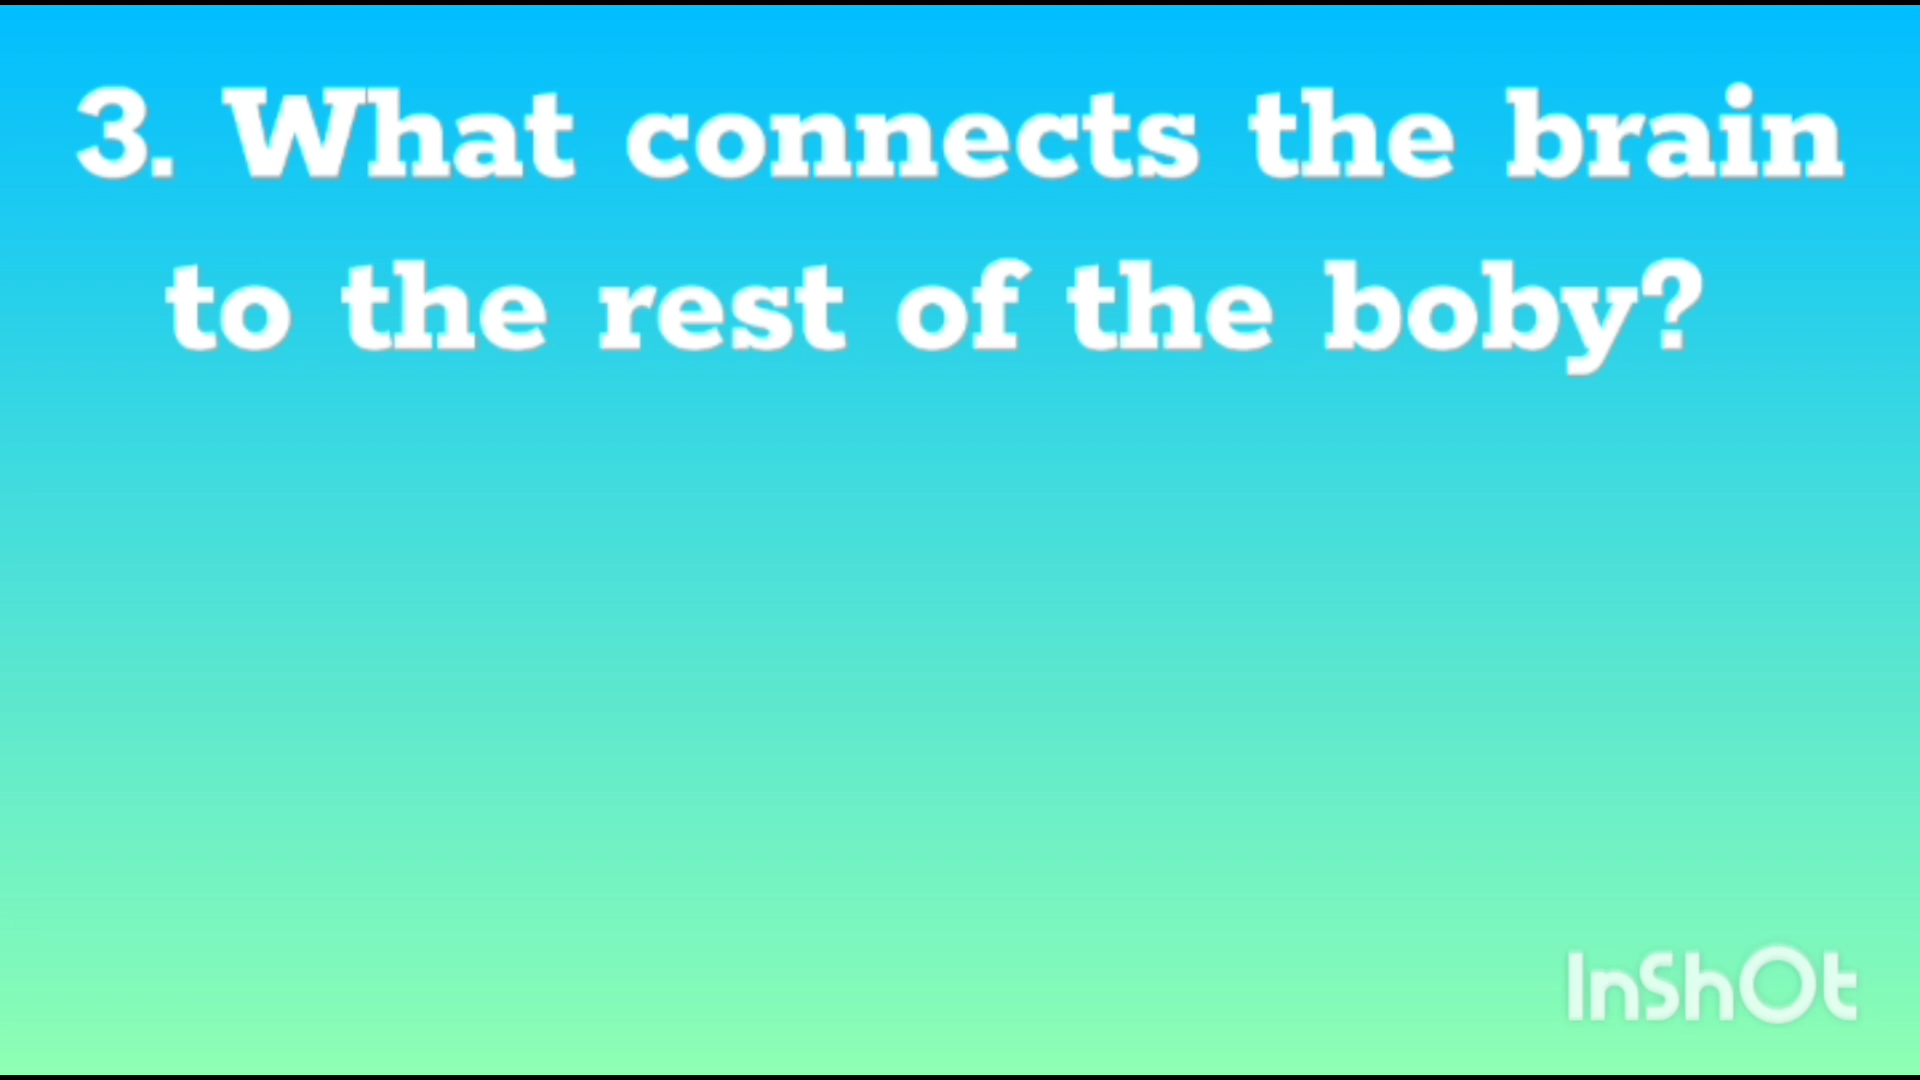 3. What connects the brain
to the rest of the boby?
InShOt